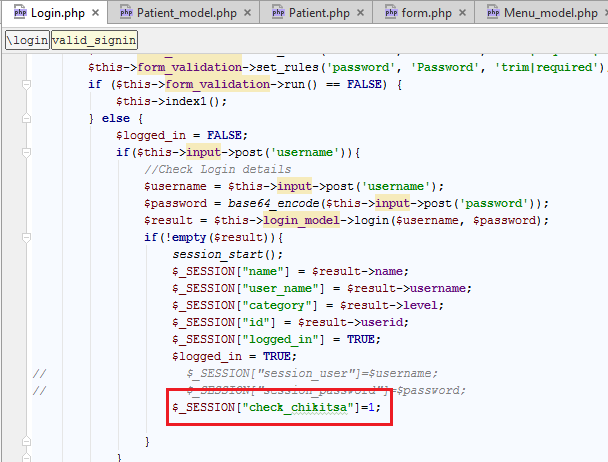 Login.php × Patient_model.php × Patient.php × form.php × Menu_model.php
\login valid_signin
$this->form_validation->set_rules('password', 'Password', 'trim|required')
if ($this->form_validation->run() == FALSE) {
$this->index1();
} else {
$logged_in = FALSE;
if($this->input->post('username')){
//Check Login details
$username = $this->input->post('username');
$password = base64_encode($this->input->post('password'));
$result = $this->login_model->login($username, $password);
if(!empty($result)){
session_start();
$_SESSION["name"] = $result->name;
$_SESSION["user_name"] = $result->username;
$_SESSION["category"] = $result->level;
$_SESSION["id"] = $result->userid;
$_SESSION["logged_in"] = TRUE;
$logged_in = TRUE;
// $_SESSION["session_user"]=$username;
// $_SESSION["session_password"]=$password;
$_SESSION["check_chikitsa"]=1;
}
}